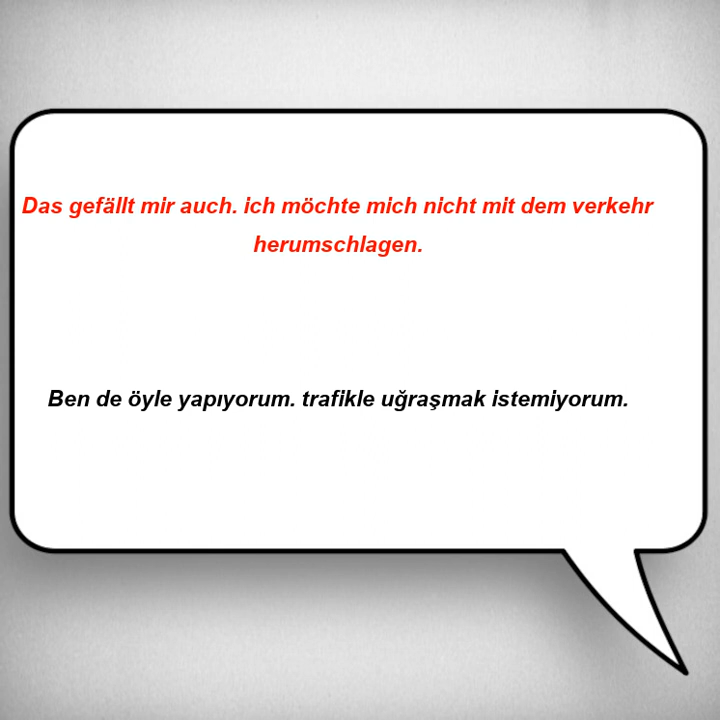 Das gefällt mir auch. ich möchte mich nicht mit dem verkehr
herumschlagen.
Ben de öyle yapıyorum. trafikle uğraşmak istemiyorum.